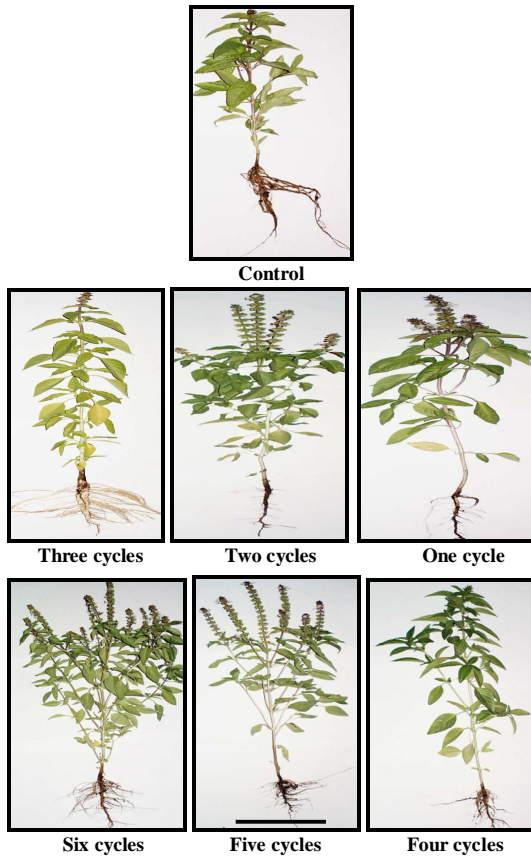 Control
Three cycles
Two cycles
One cycle
Six cycles
Five cycles
Four cycles